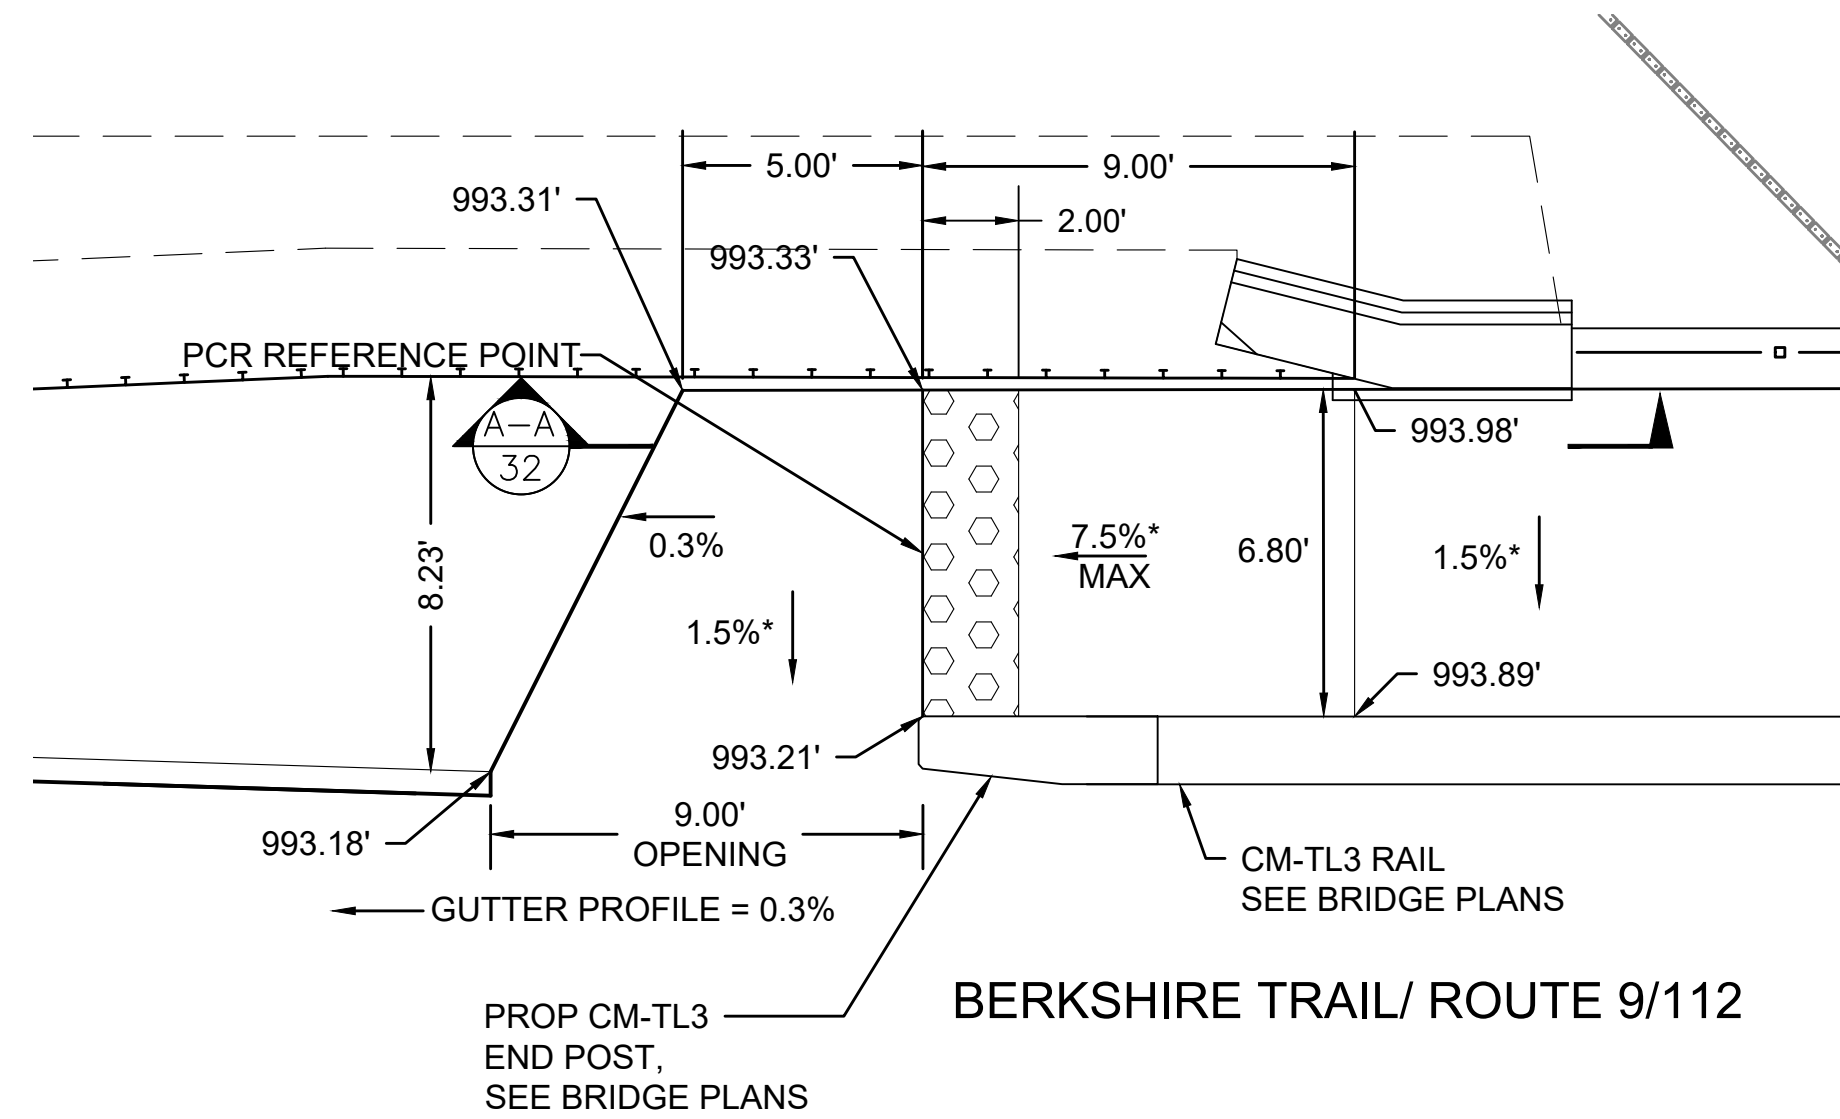 5.00'
9.00'
993.31'
2.00'
993.33'
PCR REFERENCE POINT
A-A
32
993.98'
0.3%
7.5%*
MAX
6.80'
1.5%*
8.23'
1.5%*
993.89'
993.21'
993.18'
9.00'
OPENING
CM-TL3 RAIL
SEE BRIDGE PLANS
GUTTER PROFILE = 0.3%
PROP CM-TL3
END POST,
SEE BRIDGE PLANS
BERKSHIRE TRAIL/ ROUTE 9/112